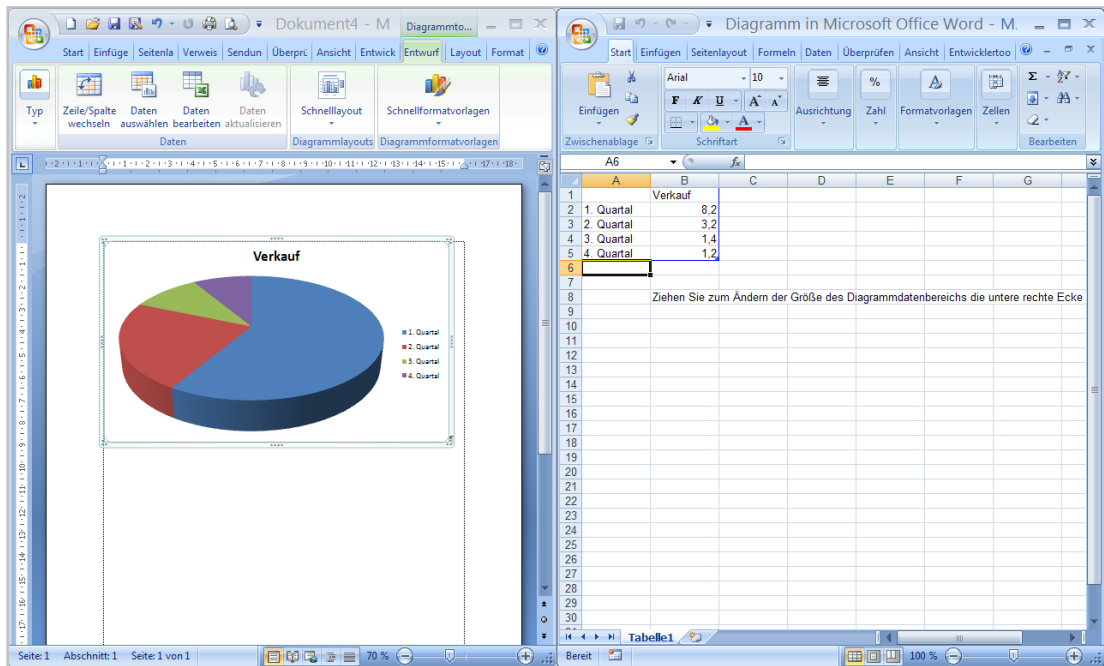 Dokument4 - M
Diagrammto...
Start Einfüge Seitenla Verweis Sendun Überprü Ansicht Entwick Entwurf Layout Format
Typ
Zeile/Spalte wechseln
Daten auswählen
Daten bearbeiten
Daten aktualisieren
Schnelllayout
Schnellformatvorlagen
Daten
Diagrammlayouts
Diagrammformatvorlagen
Verkauf
1. Quartal
2. Quartal
3. Quartal
4. Quartal
Seite: 1 Abschnitt: 1 Seite: 1 von 1
70 %
Diagramm in Microsoft Office Word - M.
Start Einfügen Seitenlayout Formeln Daten Überprüfen Ansicht Entwicklertoo
Einfügen
Arial
10
F K U
Ausrichtung
Zahl
Formatvorlagen
Zellen
Zwischenablage
Schriftart
Bearbeiten
A6
fx
A B C D E F G
1 Verkauf
2 1. Quartal 8,2
3 2. Quartal 3,2
4 3. Quartal 1,4
5 4. Quartal 1,2
6
7
8 Ziehen Sie zum Ändern der Größe des Diagrammdatenbereichs die untere rechte Ecke
9
10
11
12
13
14
15
16
17
18
19
20
21
22
23
24
25
26
27
28
29
30
Tabelle1
Bereit
100 %